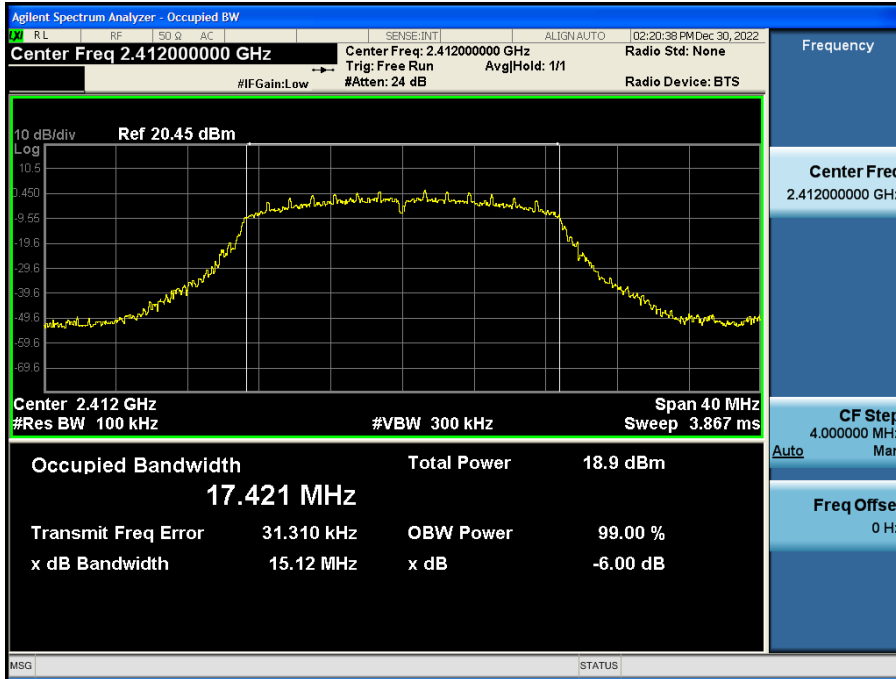 Agilent Spectrum Analyzer - Occupied BW
LXI RL RF 50 Ω AC SENSE:INT ALIGN AUTO 02:20:38 PM Dec 30, 2022
Center Freq 2.412000000 GHz
Center Freq: 2.412000000 GHz
Radio Std: None
Trig: Free Run Avg|Hold: 1/1
#IFGain:Low
#Atten: 24 dB
Radio Device: BTS
10 dB/div Ref 20.45 dBm
Log
10.5
0.450
-9.55
-19.6
-29.6
-39.6
-49.6
-59.6
-69.6
Center 2.412 GHz Span 40 MHz
#Res BW 100 kHz #VBW 300 kHz Sweep 3.867 ms
Occupied Bandwidth Total Power 18.9 dBm
17.421 MHz
Transmit Freq Error 31.310 kHz OBW Power 99.00 %
x dB Bandwidth 15.12 MHz x dB -6.00 dB
MSG STATUS
Frequency
Center Freq
2.412000000 GHz
CF Step
4.000000 MHz
Auto Man
Freq Offset
0 Hz